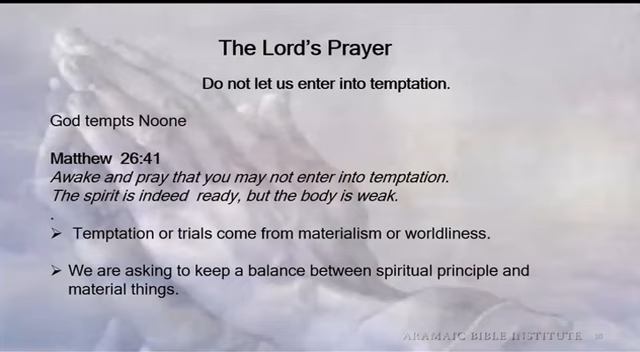 The Lord's Prayer
Do not let us enter into temptation.
God tempts Noone
Matthew 26:41
Awake and pray that you may not enter into temptation.
The spirit is indeed ready, but the body is weak.
.
➢ Temptation or trials come from materialism or worldliness.
➢ We are asking to keep a balance between spiritual principle and
material things.
ARAMAIC BIBLE INSTITUTE